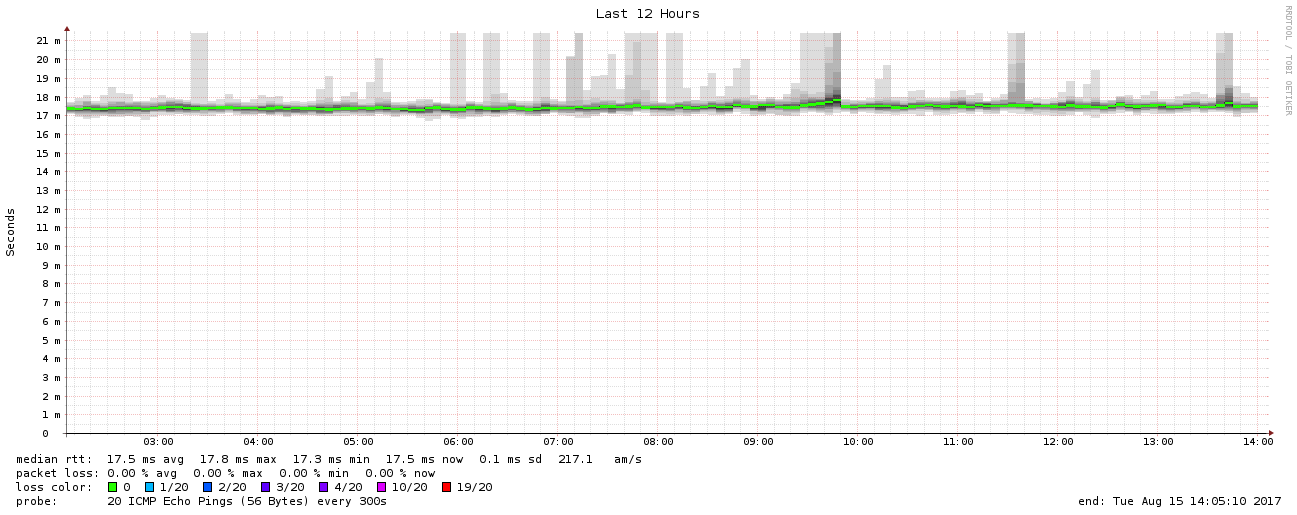 Last 12 Hours
RRDTOOL / TOBI OETIKER
Seconds
21 m
20 m
19 m
18 m
17 m
16 m
15 m
14 m
13 m
12 m
11 m
10 m
9 m
8 m
7 m
6 m
5 m
4 m
3 m
2 m
1 m
0
03:00 04:00 05:00 06:00 07:00 08:00 09:00 10:00 11:00 12:00 13:00 14:00
median rtt: 17.5 ms avg 17.8 ms max 17.3 ms min 17.5 ms now 0.1 ms sd 217.1 am/s
packet loss: 0.00 % avg 0.00 % max 0.00 % min 0.00 % now
loss color: 0 1/20 2/20 3/20 4/20 10/20 19/20
probe: 20 ICMP Echo Pings (56 Bytes) every 300s end: Tue Aug 15 14:05:10 2017